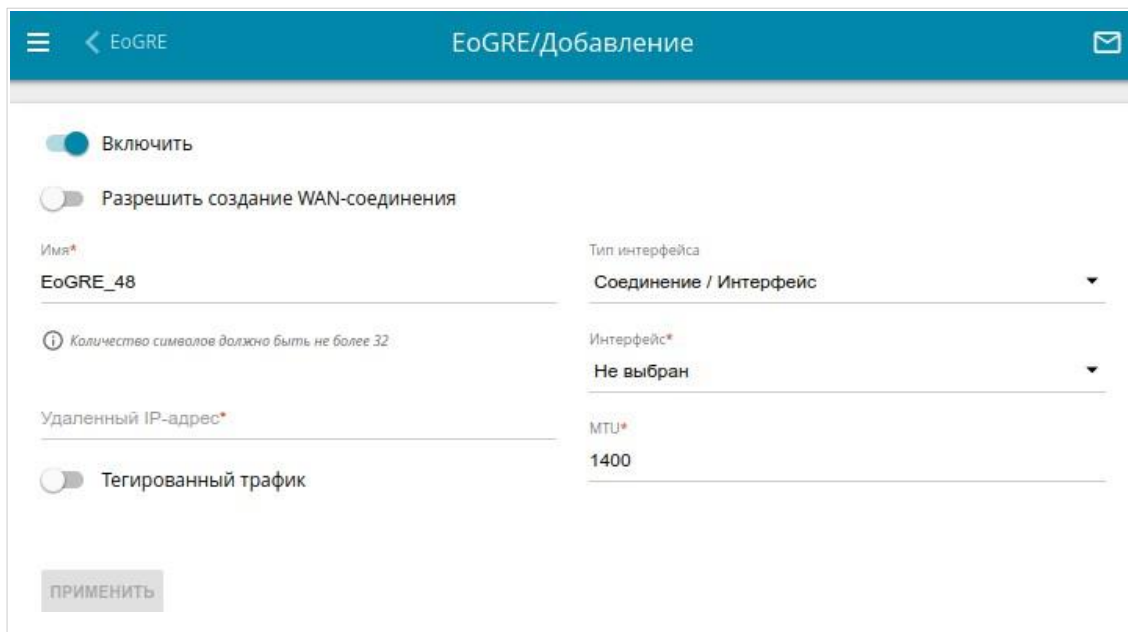 EoGRE
EoGRE/Добавление
Включить
Разрешить создание WAN-соединения
Имя*
EoGRE_48
Количество символов должно быть не более 32
Удаленный IP-адрес*
Тегированный трафик
Тип интерфейса
Соединение / Интерфейс
Интерфейс*
Не выбран
MTU*
1400
ПРИМЕНИТЬ